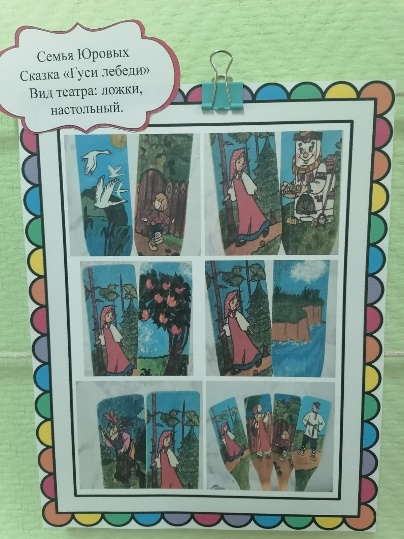 Семья Юровых
Сказка «Гуси лебеди»
Вид театра: ложки,
настольный.